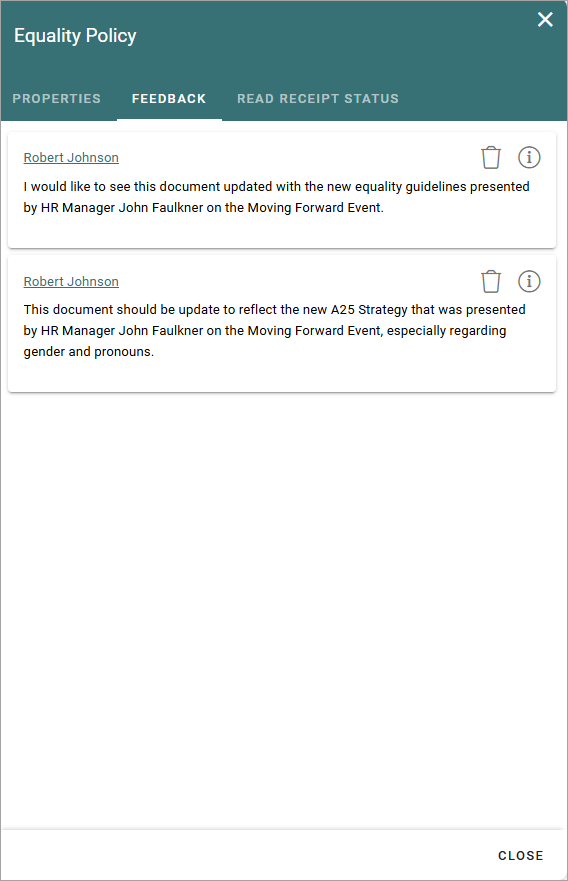 Equality Policy
PROPERTIES FEEDBACK READ RECEIPT STATUS
Robert Johnson
I would like to see this document updated with the new equality guidelines presented
by HR Manager John Faulkner on the Moving Forward Event.
Robert Johnson
This document should be update to reflect the new A25 Strategy that was presented
by HR Manager John Faulkner on the Moving Forward Event, especially regarding
gender and pronouns.
CLOSE